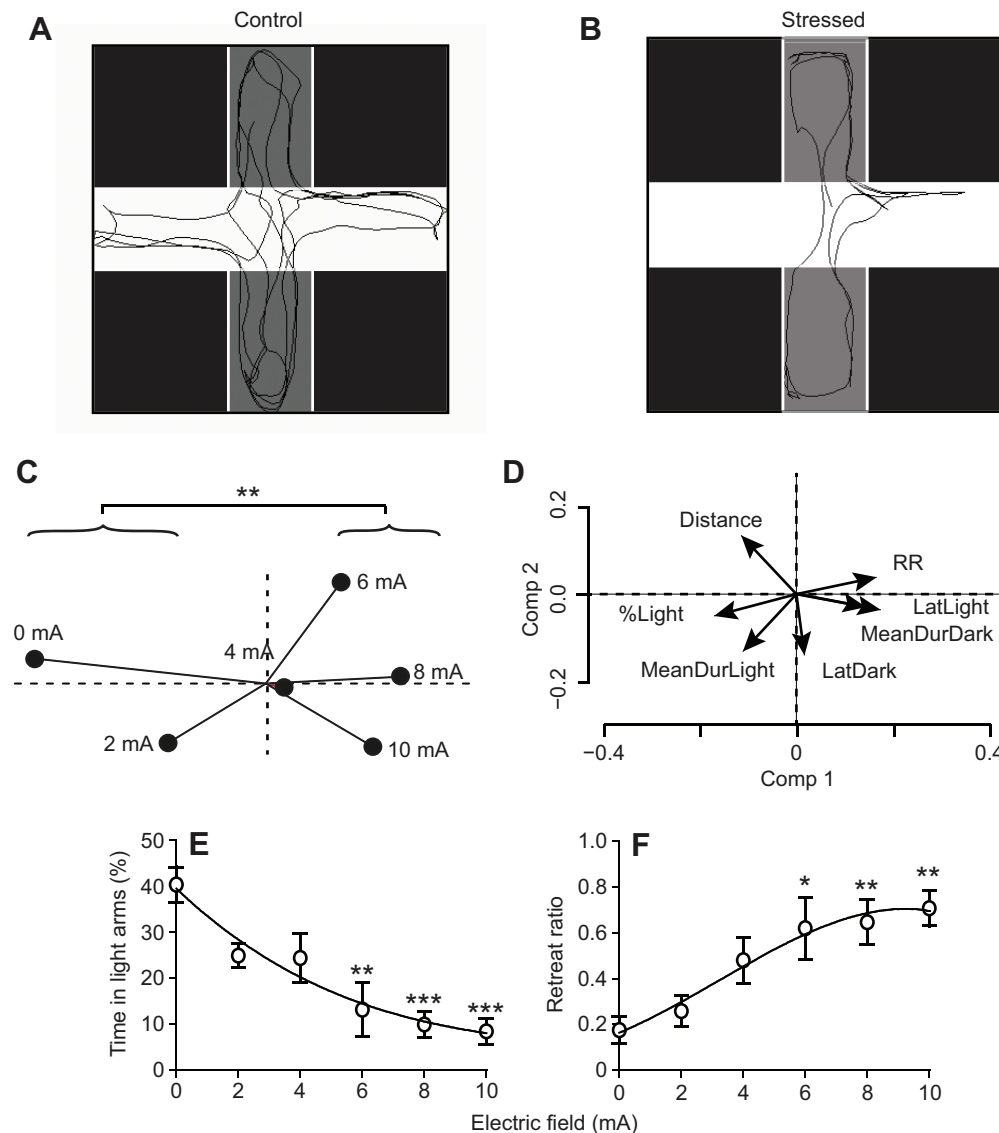 A
Control
B
Stressed
C
**
0 mA
2 mA
4 mA
6 mA
8 mA
10 mA
D
Comp 2
0.2
0.0
−0.2
Distance
RR
%Light
LatLight
MeanDurDark
MeanDurLight
LatDark
−0.4
0
0.4
Comp 1
E
Time in light arms (%)
50
40
30
20
10
0
**
***
***
0
2
4
6
8
10
F
Retreat ratio
1.0
0.8
0.6
0.4
0.2
0
*
**
**
0
2
4
6
8
10
Electric field (mA)